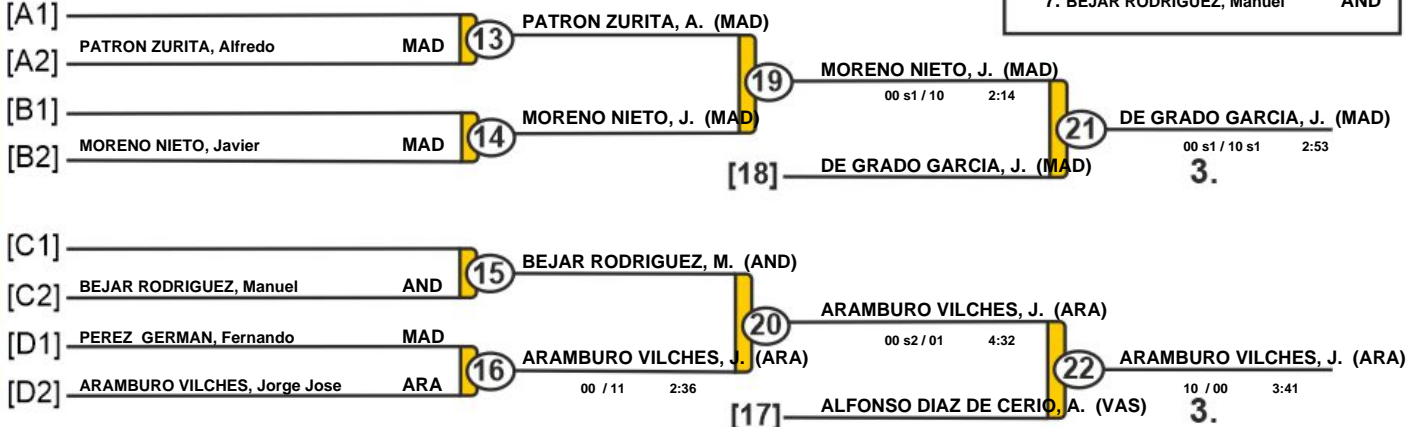 7. BEJAR RODRIGUEZ, Manuel AND
[A1]
PATRON ZURITA, A. (MAD)
13
PATRON ZURITA, Alfredo MAD
[A2]
MORENO NIETO, J. (MAD)
19
00 s1 / 10 2:14
[B1]
MORENO NIETO, J. (MAD)
14
DE GRADO GARCIA, J. (MAD)
21
00 s1 / 10 s1 2:53
MORENO NIETO, Javier MAD
[B2]
[18] DE GRADO GARCIA, J. (MAD)
3.
[C1]
BEJAR RODRIGUEZ, M. (AND)
15
BEJAR RODRIGUEZ, Manuel AND
[C2]
ARAMBURO VILCHES, J. (ARA)
20
00 s2 / 01 4:32
[D1] PEREZ GERMAN, Fernando MAD
ARAMBURO VILCHES, J. (ARA)
16
00 / 11 2:36
ARAMBURO VILCHES, J. (ARA)
22
10 / 00 3:41
[D2] ARAMBURO VILCHES, Jorge Jose ARA
[17] ALFONSO DIAZ DE CERIO, A. (VAS)
3.